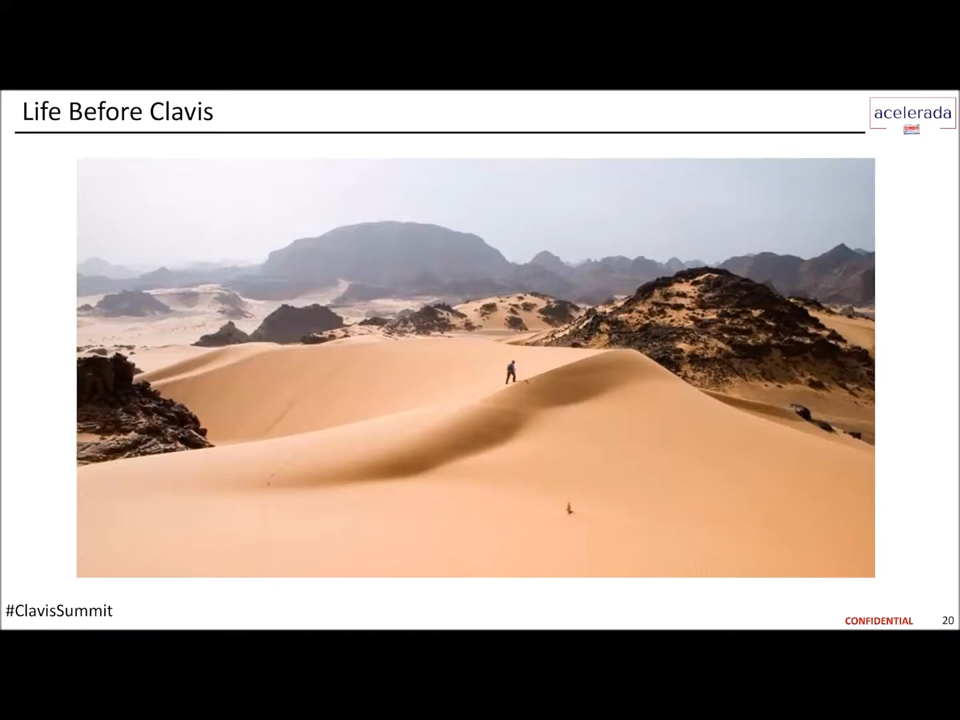 Life Before Clavis
acelerada
#ClavisSummit
CONFIDENTIAL
20